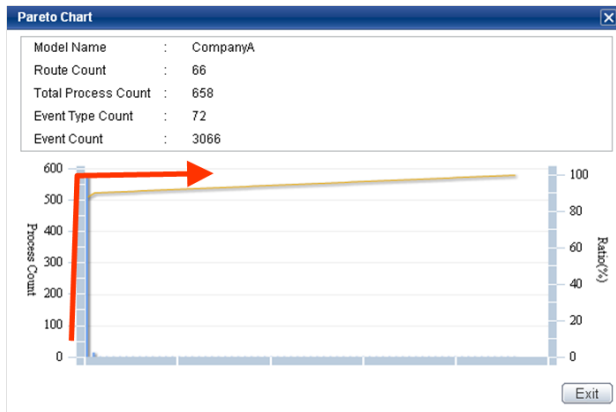 Pareto Chart
Model Name : CompanyA
Route Count : 66
Total Process Count : 658
Event Type Count : 72
Event Count : 3066
600
500
400
300
200
100
0
Process Count
100
80
60
40
20
0
Ratio(%)
Exit